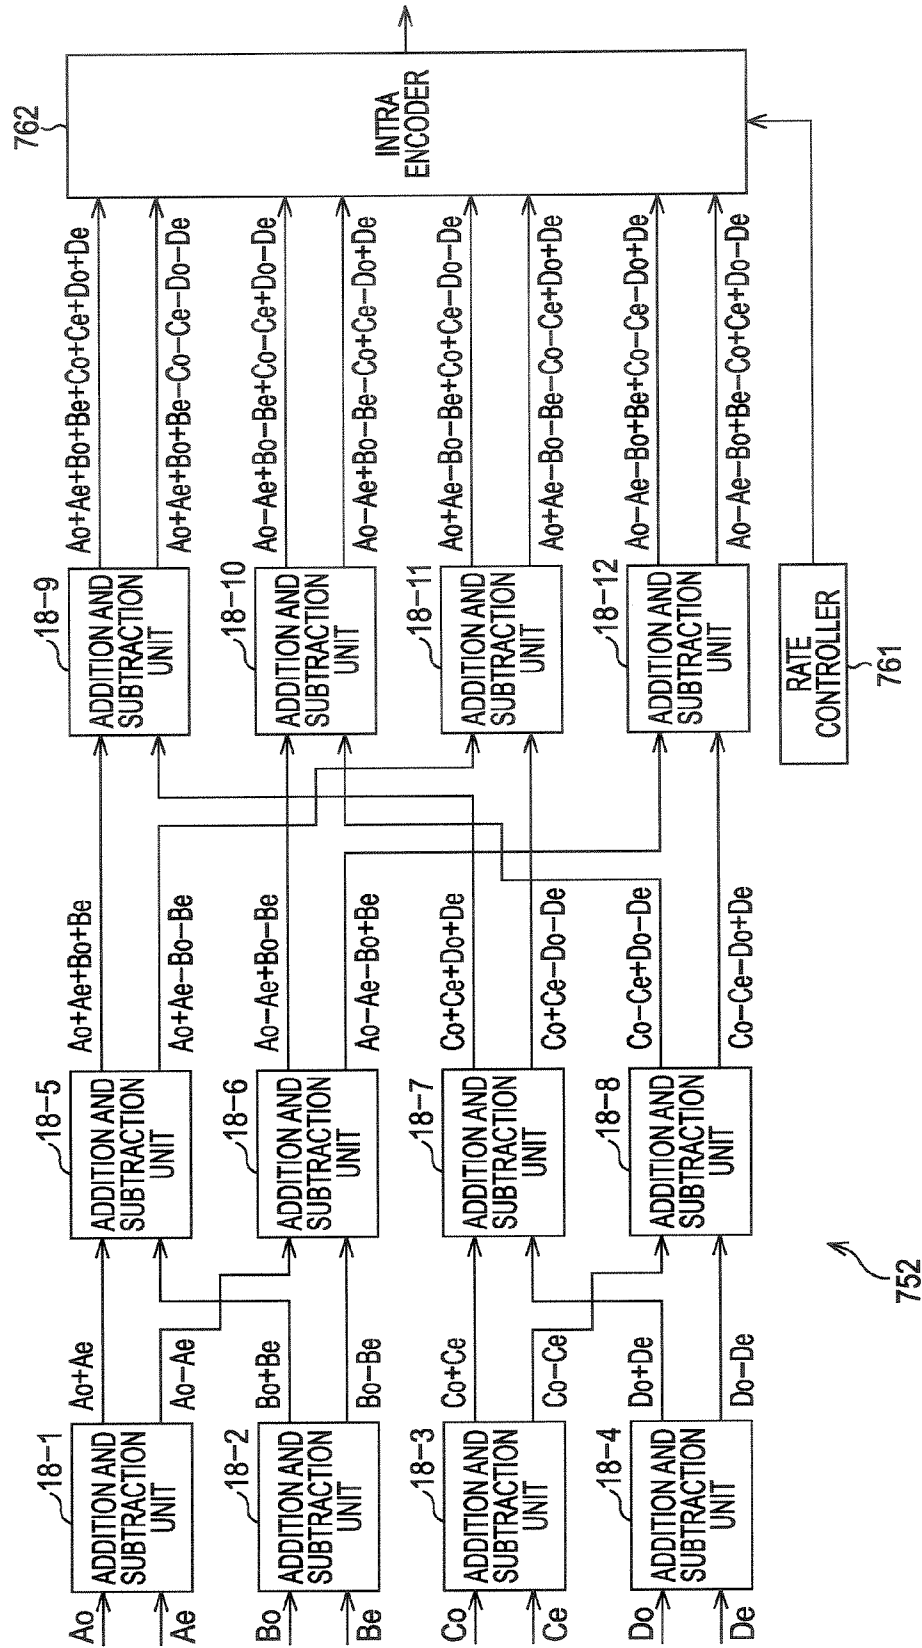 Ao
Ae
Bo
Be
Co
Ce
Do
De
18-1
ADDITION AND
SUBTRACTION
UNIT
18-2
ADDITION AND
SUBTRACTION
UNIT
18-3
ADDITION AND
SUBTRACTION
UNIT
18-4
ADDITION AND
SUBTRACTION
UNIT
Ao+Ae
Ao-Ae
Bo+Be
Bo-Be
Co+Ce
Co-Ce
Do+De
Do-De
18-5
ADDITION AND
SUBTRACTION
UNIT
18-6
ADDITION AND
SUBTRACTION
UNIT
18-7
ADDITION AND
SUBTRACTION
UNIT
18-8
ADDITION AND
SUBTRACTION
UNIT
Ao+Ae+Bo+Be
Ao+Ae-Bo-Be
Ao-Ae+Bo-Be
Ao-Ae-Bo+Be
Co+Ce+Do+De
Co+Ce-Do-De
Co-Ce+Do-De
Co-Ce-Do+De
18-9
ADDITION AND
SUBTRACTION
UNIT
18-10
ADDITION AND
SUBTRACTION
UNIT
18-11
ADDITION AND
SUBTRACTION
UNIT
18-12
ADDITION AND
SUBTRACTION
UNIT
Ao+Ae+Bo+Be+Co+Ce+Do+De
Ao+Ae+Bo+Be-Co-Ce-Do-De
Ao-Ae+Bo-Be+Co-Ce+Do-De
Ao-Ae+Bo-Be-Co+Ce-Do+De
Ao+Ae-Bo-Be+Co+Ce-Do-De
Ao+Ae-Bo-Be-Co-Ce+Do+De
Ao-Ae-Bo+Be+Co-Ce-Do+De
Ao-Ae-Bo+Be-Co+Ce+Do-De
762
INTRA
ENCODER
RATE
CONTROLLER
761
752